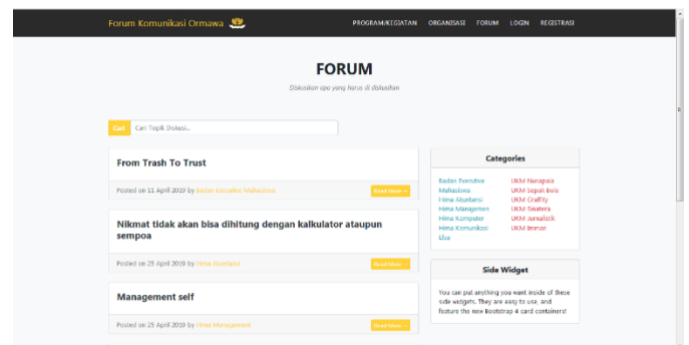 Forum Komunikasi Ormawa
PROGRAM/KEGIATAN ORGANISASI FORUM LOGIN REGISTRASI
FORUM
Diskusikan apa yang harus di diskusikan
Cari
Cari Topik Diskusi...
From Trash To Trust
Posted on 11 April 2019 by Badan Eksekutif Mahasiswa
Read More →
Nikmat tidak akan bisa dihitung dengan kalkulator ataupun
sempoa
Posted on 25 April 2019 by Hima Akuntansi
Read More →
Management self
Posted on 25 April 2019 by Hima Management
Read More →
Categories
Badan Executive
Mahasiswa
Hima Akuntansi
Hima Managemen
Hima Komputer
Hima Komunikasi
UKM Narapala
UKM Sepak Bola
UKM Graffity
UKM
UKM Jurnalistik
UKM
Side Widget
You can put anything you want inside of these
side widgets. They are easy to use, and
feature the new Bootstrap 4 card containers!